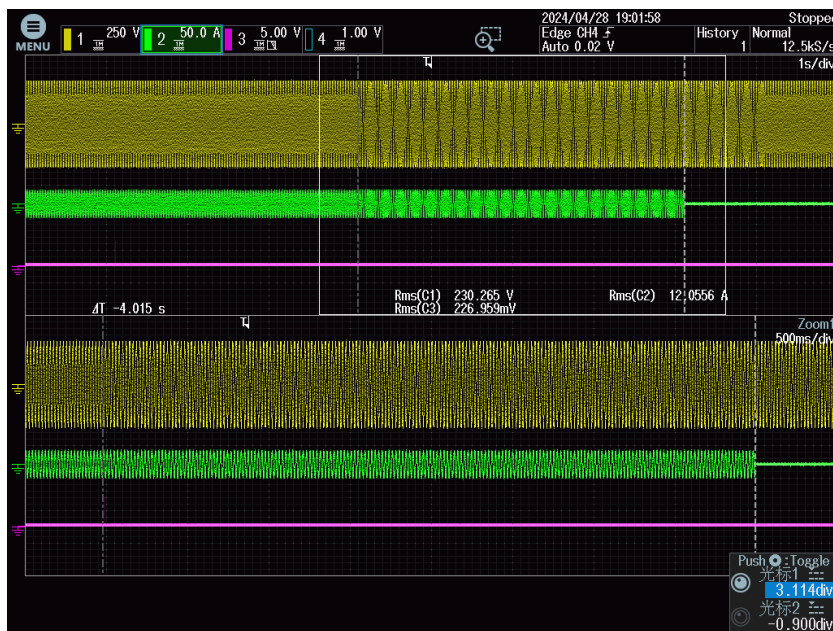 2024/04/28 19:01:58 Stopped
MENU 1 250 V 2 50.0 A 3 5.00 V 4 1.00 V Edge CH4 History Normal
Auto 0.02 V 1 12.5kS/s
1s/div
Rms(C1) 230.265 V Rms(C2) 12.0556 A
ΔT -4.015 s Rms(C3) 226.959mV
Zoom1
500ms/div
Push :Toggle
光标1
3.114div
光标2
-0.900div